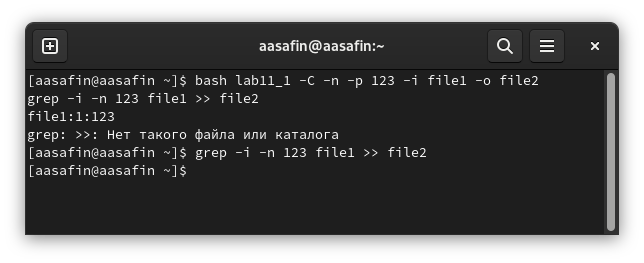 aasafin@aasafin:~
[aasafin@aasafin ~]$ bash lab11_1 -C -n -p 123 -i file1 -o file2
grep -i -n 123 file1 >> file2
file1:1:123
grep: >>: Нет такого файла или каталога
[aasafin@aasafin ~]$ grep -i -n 123 file1 >> file2
[aasafin@aasafin ~]$